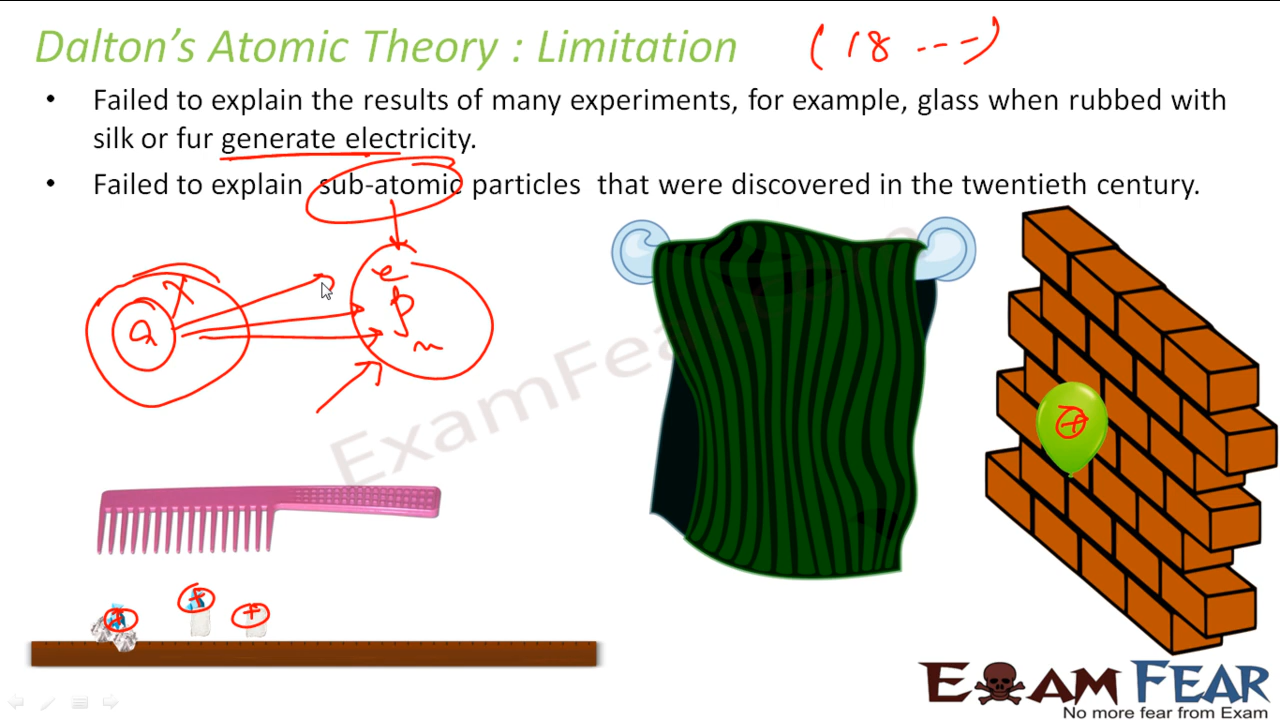 Dalton's Atomic Theory : Limitation (18 ---)
• Failed to explain the results of many experiments, for example, glass when rubbed with
silk or fur generate electricity.
• Failed to explain sub-atomic particles that were discovered in the twentieth century.
e
p
n
a
X
+
+ + +
ExamFear
EXAM FEAR
No more fear from Exam